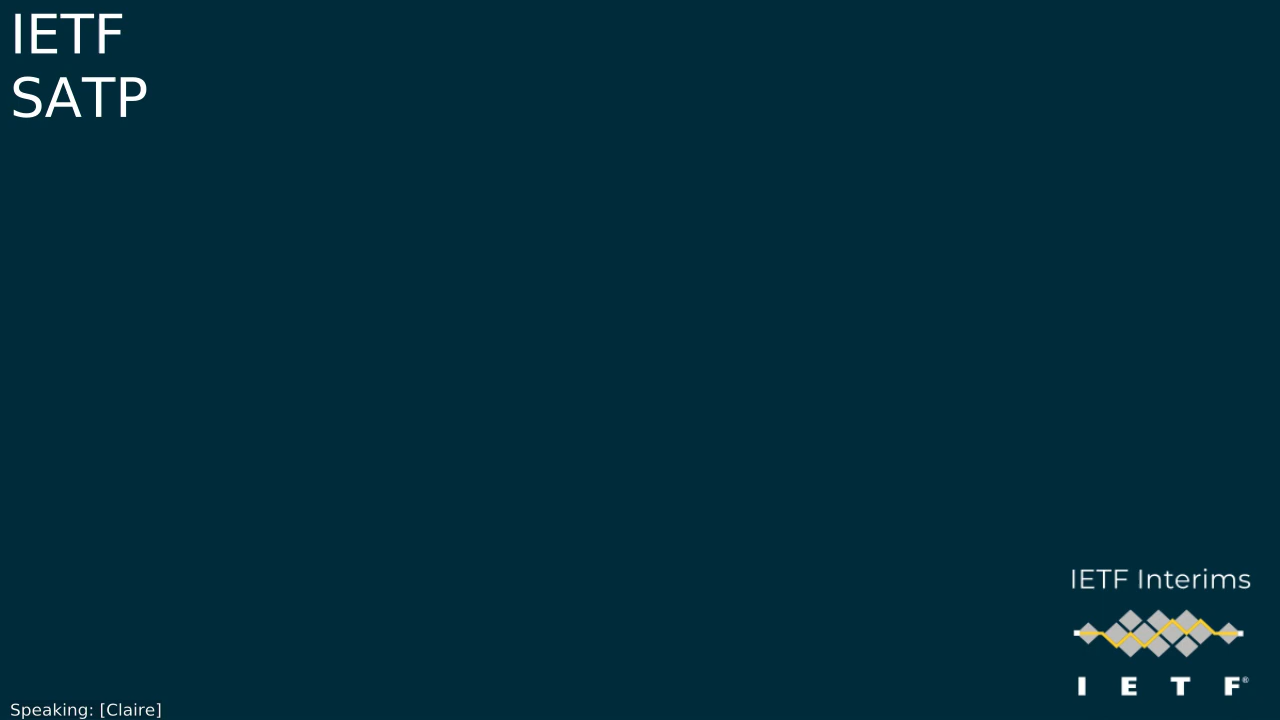 IETF
SATP
IETF Interims
I E T F®
Speaking: [Claire]